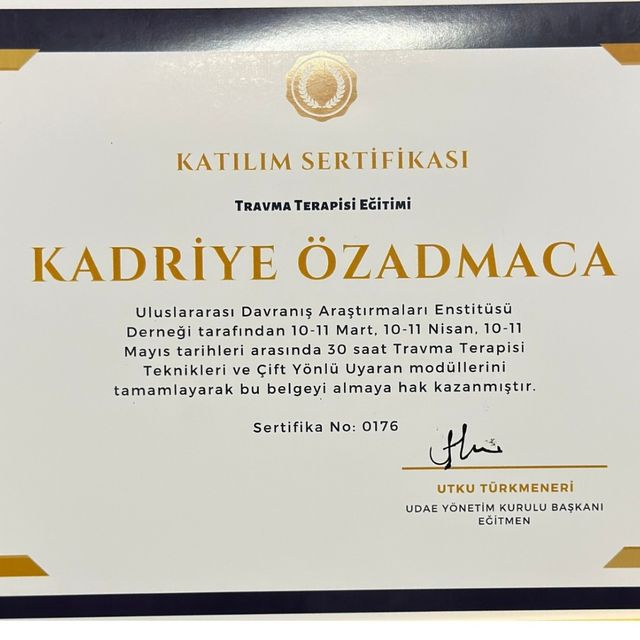 KATILIM SERTİFİKASI
Travma Terapisi Eğitimi
KADRİYE ÖZADMACA
Uluslararası Davranış Araştırmaları Enstitüsü
Derneği tarafından 10-11 Mart, 10-11 Nisan, 10-11
Mayıs tarihleri arasında 30 saat Travma Terapisi
Teknikleri ve Çift Yönlü Uyaran modüllerini
tamamlayarak bu belgeyi almaya hak kazanmıştır.
Sertifika No: 0176
UTKU TÜRKMENERİ
UDAE YÖNETİM KURULU BAŞKANI
EĞİTMEN